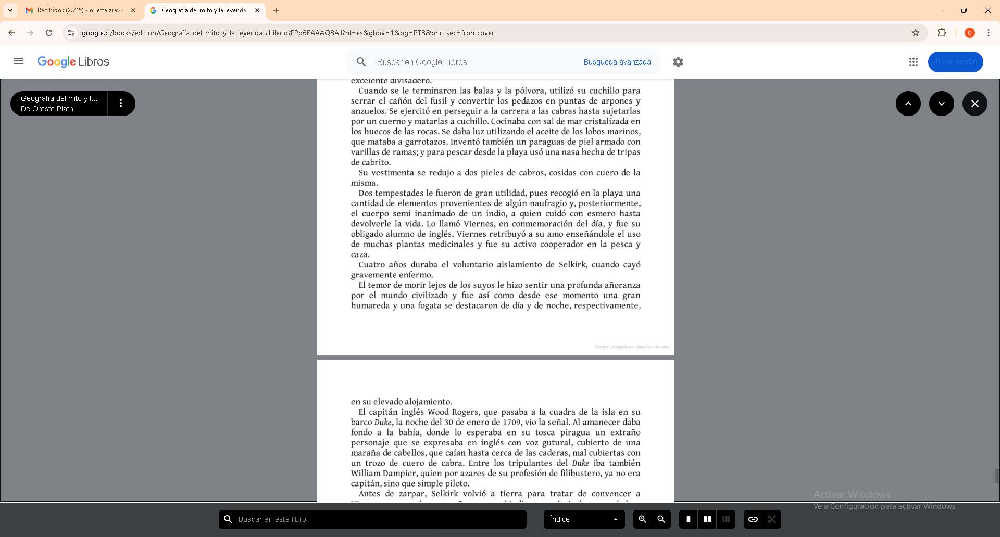 Recibidos (2.745) - orietta.arave
Geografía del mito y la leyenda
google.cl/books/edition/Geografía_del_mito_y_la_leyenda_chileno/FPp6EAAAQBAJ?hl=es&gbpv=1&pg=PT3&printsec=frontcover
O
Google Libros
Buscar en Google Libros
Búsqueda avanzada
Iniciar sesión
Geografía del mito y l...
De Oreste Plath
excelente divisadero.
Cuando se le terminaron las balas y la pólvora, utilizó su cuchillo para
serrar el cañón del fusil y convertir los pedazos en puntas de arpones y
anzuelos. Se ejercitó en perseguir a la carrera a las cabras hasta sujetarlas
por un cuerno y matarlas a cuchillo. Cocinaba con sal de mar cristalizada en
los huecos de las rocas. Se daba luz utilizando el aceite de los lobos marinos,
que mataba a garrotazos. Inventó también un paraguas de piel armado con
varillas de ramas; y para pescar desde la playa usó una nasa hecha de tripas
de cabrito.
Su vestimenta se redujo a dos pieles de cabros, cosidas con cuero de la
misma.
Dos tempestades le fueron de gran utilidad, pues recogió en la playa una
cantidad de elementos provenientes de algún naufragio y, posteriormente,
el cuerpo semi inanimado de un indio, a quien cuidó con esmero hasta
devolverle la vida. Lo llamó Viernes, en conmemoración del día, y fue su
obligado alumno de inglés. Viernes retribuyó a su amo enseñándole el uso
de muchas plantas medicinales y fue su activo cooperador en la pesca y
caza.
Cuatro años duraba el voluntario aislamiento de Selkirk, cuando cayó
gravemente enfermo.
El temor de morir lejos de los suyos le hizo sentir una profunda añoranza
por el mundo civilizado y fue así como desde ese momento una gran
humareda y una fogata se destacaron de día y de noche, respectivamente,
Material protegido por derechos de autor
en su elevado alojamiento.
El capitán inglés Wood Rogers, que pasaba a la cuadra de la isla en su
barco Duke, la noche del 30 de enero de 1709, vio la señal. Al amanecer daba
fondo a la bahía, donde lo esperaba en su tosca piragua un extraño
personaje que se expresaba en inglés con voz gutural, cubierto de una
maraña de cabellos, que caían hasta cerca de las caderas, mal cubiertas con
un trozo de cuero de cabra. Entre los tripulantes del Duke iba también
William Dampier, quien por azares de su profesión de filibustero, ya no era
capitán, sino que simple piloto.
Antes de zarpar, Selkirk volvió a tierra para tratar de convencer a
Activar Windows
Ve a Configuración para activar Windows.
Buscar en este libro
Índice